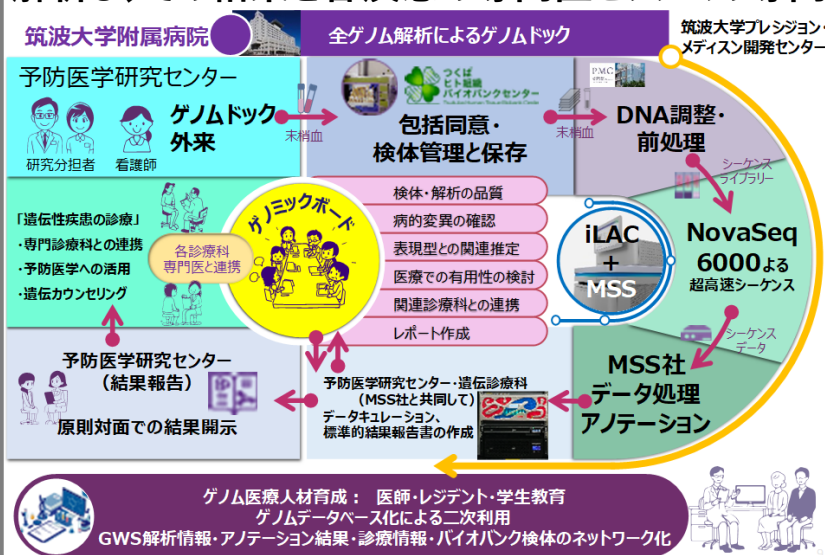 筑波大学附属病院
全ゲノム解析によるゲノムドック
筑波大学プレシジョン・
メディスン開発センター
予防医学研究センター
ゲノムドック
外来
研究分担者
看護師
末梢血
つくば
ヒト組織
バイオバンクセンター
包括同意・
検体管理と保存
末梢血
PMC
DNA調整・
前処理
シーケンス
ライブラリー
「遺伝性疾患の診療」
・専門診療科との連携
・予防医学への活用
・遺伝カウンセリング
各診療科
専門医と連携
ゲノミックボード
検体・解析の品質
病的変異の確認
表現型との関連推定
医療での有用性の検討
関連診療科との連携
レポート作成
iLAC
+
MSS
NovaSeq
6000よる
超高速シーケンス
シーケンス
データ
MSS社
データ処理
アノテーション
予防医学研究センター・遺伝診療科
(MSS社と共同して)
データキュレーション、
標準的結果報告書の作成
予防医学研究センター
(結果報告)
原則対面での結果開示
ゲノム医療人材育成： 医師・レジデント・学生教育
ゲノムデータベース化による二次利用
GWS解析情報・アノテーション結果・診療情報・バイオバンク検体のネットワーク化